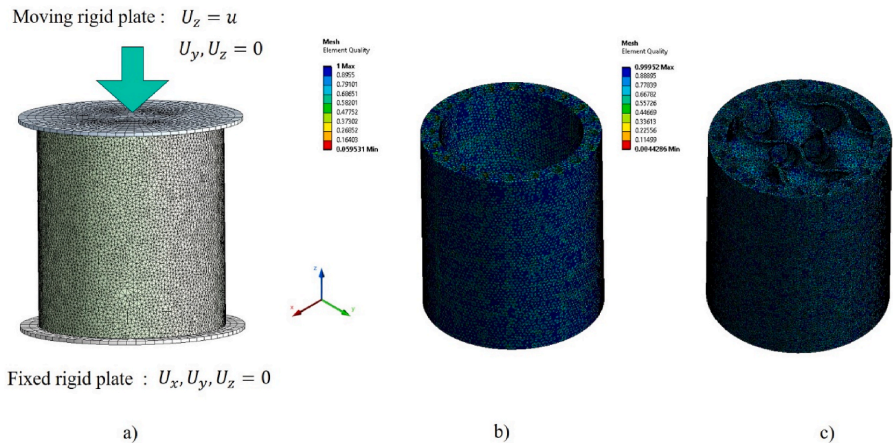 Moving rigid plate : U_z = u
U_y, U_z = 0
Mesh
Element Quality
1 Max
0.8955
0.79101
0.68651
0.58201
0.47752
0.37302
0.26852
0.16403
0.059531 Min
Mesh
Element Quality
0.99952 Max
0.88895
0.77839
0.66782
0.55726
0.44669
0.33613
0.22556
0.11499
0.0044286 Min
z
x
y
Fixed rigid plate : U_x, U_y, U_z = 0
a)
b)
c)